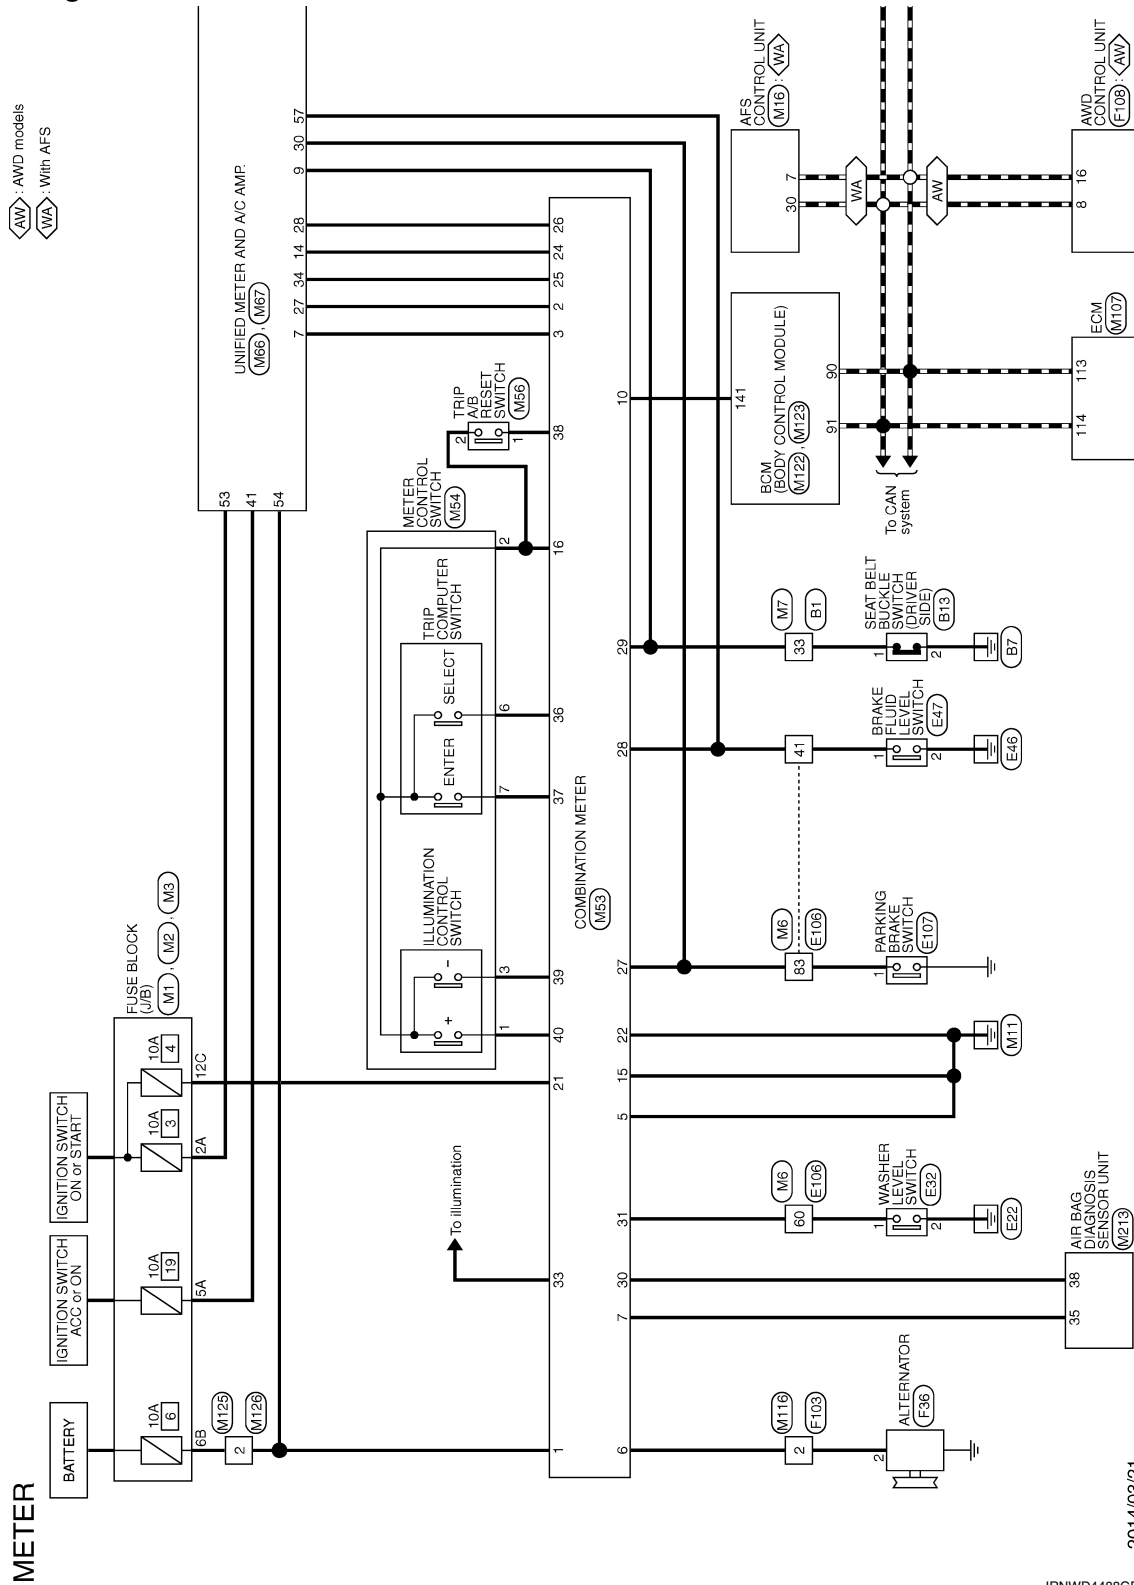 METER
AW : AWD models
WA : With AFS
BATTERY
IGNITION SWITCH
ACC or ON
IGNITION SWITCH
ON or START
FUSE BLOCK
(J/B)
M1 , M2 , M3
10A
6
10A
19
10A
3
10A
4
6B
5A
2A
12C
M125
M126
2
53
41
54
UNIFIED METER AND A/C AMP.
M66 , M67
7
27
34
14
28
9
30
57
To illumination
METER
CONTROL
SWITCH
M54
ILLUMINATION
CONTROL
SWITCH
+
-
TRIP
COMPUTER
SWITCH
ENTER
SELECT
1
3
7
6
2
TRIP
A/B
RESET
SWITCH
M56
2
1
1
33
21
40
39
37
36
16
38
3
2
25
24
26
COMBINATION METER
M53
6
7
30
31
5
15
22
27
28
29
10
M116
F103
2
2
ALTERNATOR
F36
35
38
AIR BAG
DIAGNOSIS
SENSOR UNIT
M213
M6
E106
60
1
2
WASHER
LEVEL
SWITCH
E32
E22
M11
M6
E106
83
1
PARKING
BRAKE
SWITCH
E107
41
1
2
BRAKE
FLUID
LEVEL
SWITCH
E47
E46
M7
B1
33
1
2
SEAT BELT
BUCKLE
SWITCH
(DRIVER
SIDE)
B13
B7
141
BCM
(BODY CONTROL MODULE)
M122 , M123
91
90
To CAN
system
114
113
ECM
M107
AFS
CONTROL UNIT
M16 : WA
30
7
WA
AW
8
16
AWD
CONTROL UNIT
F108 : AW